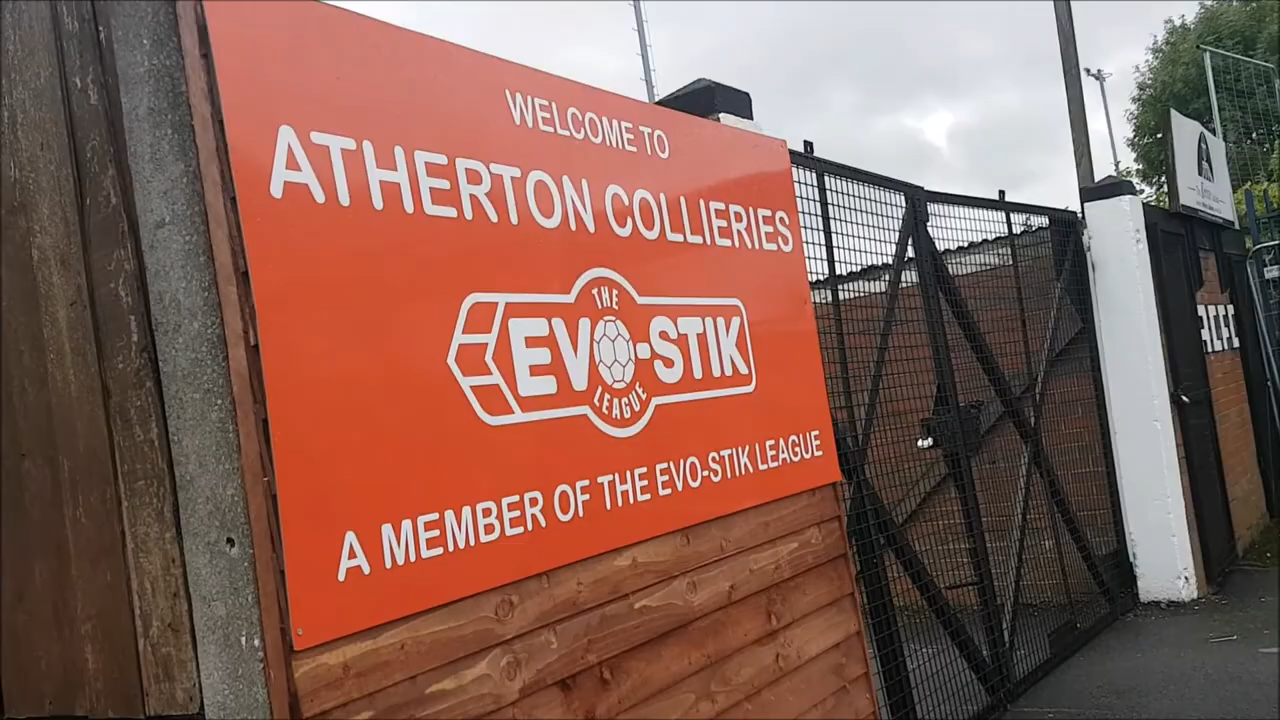 WELCOME TO
ATHERTON COLLIERIES
THE
EVO-STIK
LEAGUE
A MEMBER OF THE EVO-STIK LEAGUE